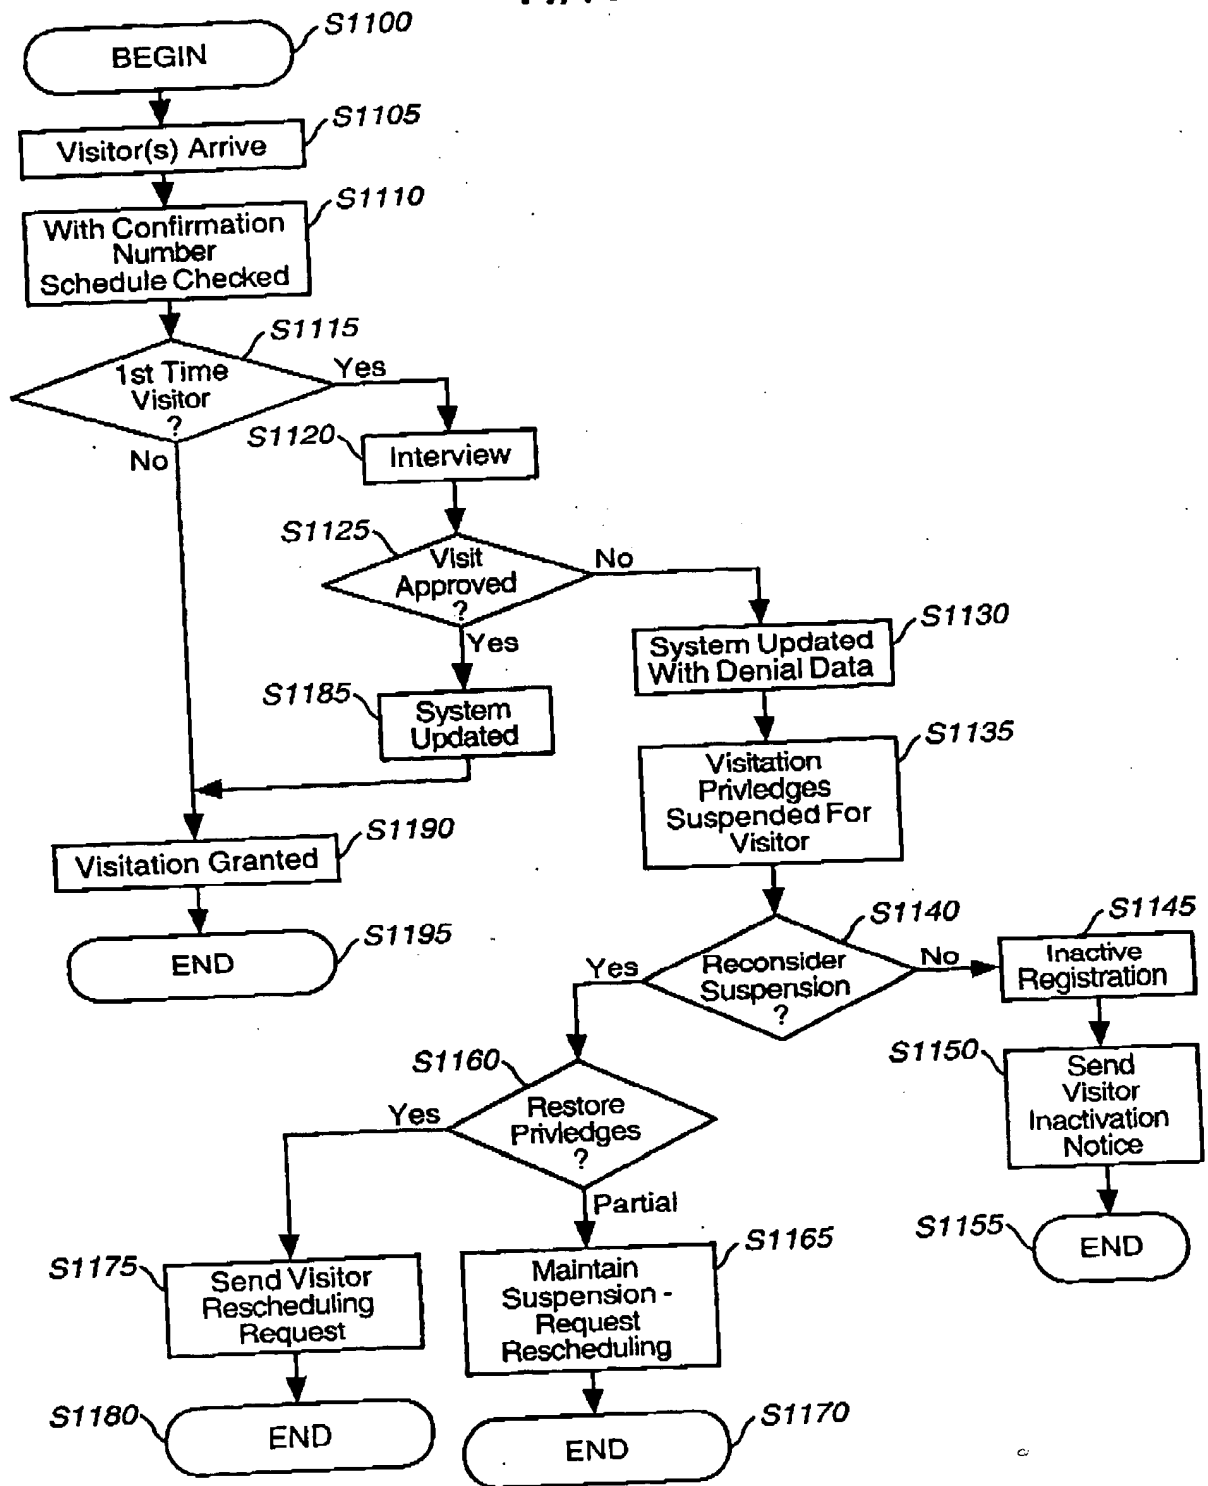 S1100
BEGIN
S1105
Visitor(s) Arrive
S1110
With Confirmation
Number
Schedule Checked
S1115
1st Time
Visitor
?
Yes
No
S1120
Interview
S1125
Visit
Approved
?
No
Yes
S1130
System Updated
With Denial Data
S1185
System
Updated
S1135
Visitation
Priviedges
Suspended For
Visitor
S1190
Visitation Granted
S1195
END
S1140
Reconsider
Suspension
?
Yes
No
S1145
Inactive
Registration
S1150
Send
Visitor
Inactivation
Notice
S1155
END
S1160
Restore
Priviedges
?
Yes
Partial
S1175
Send Visitor
Rescheduling
Request
S1165
Maintain
Suspension -
Request
Rescheduling
S1180
END
S1170
END